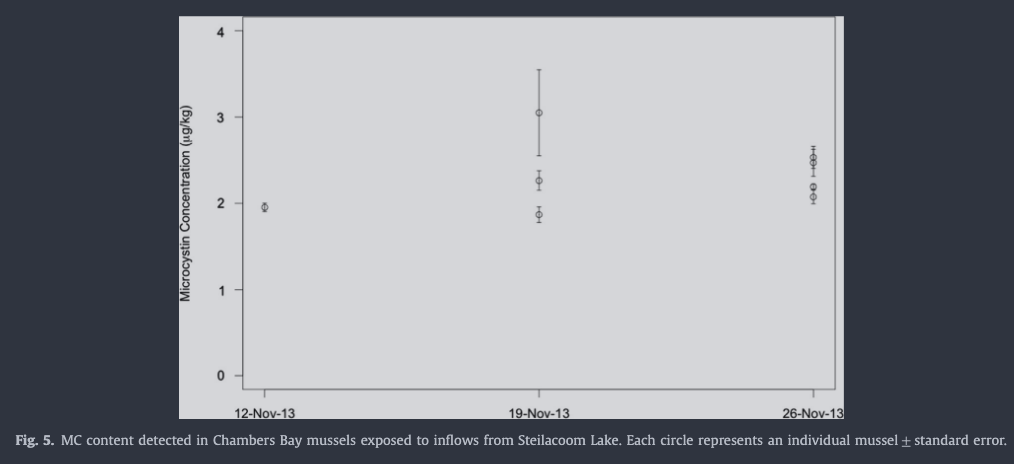 4
3
2
1
0
Microcystin Concentration (µg/kg)
12-Nov-13 19-Nov-13 26-Nov-13
Fig. 5. MC content detected in Chambers Bay mussels exposed to inflows from Steilacoom Lake. Each circle represents an individual mussel ± standard error.